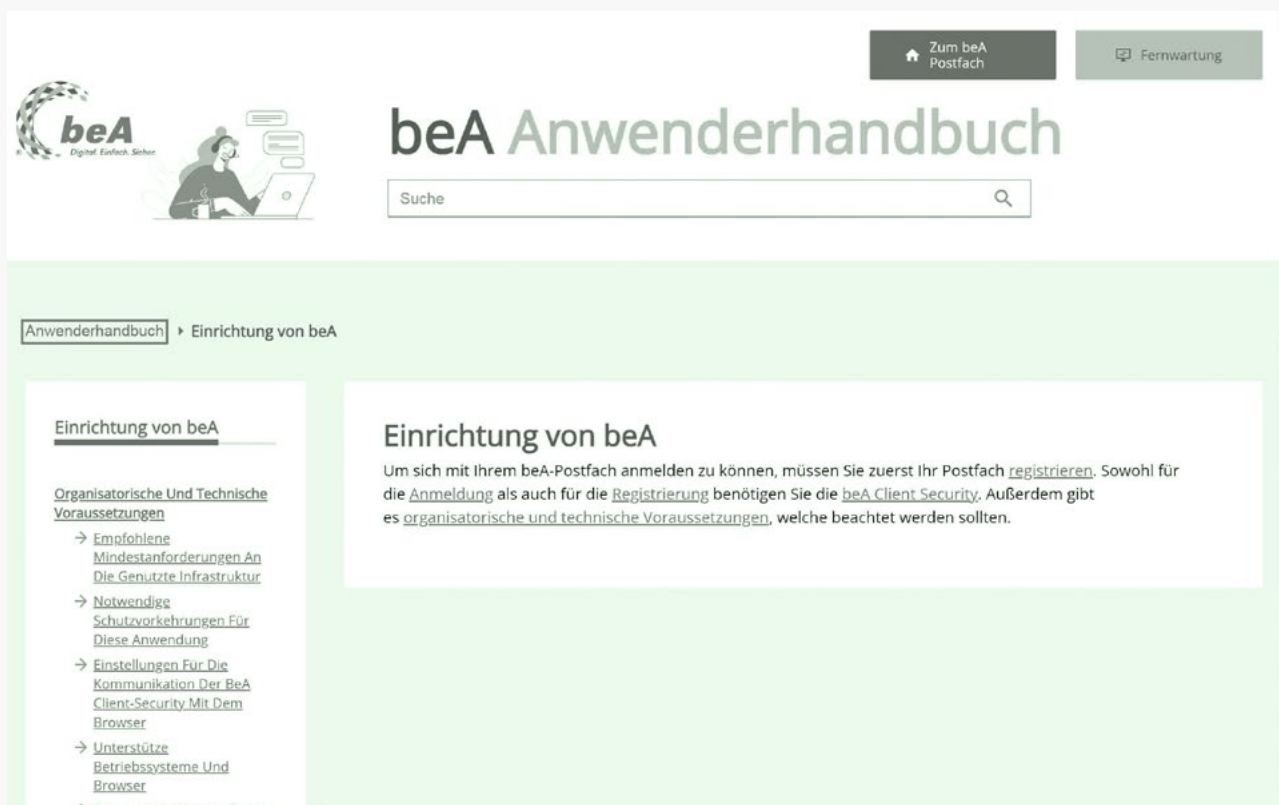 Zum beA
Postfach
Fernwartung
beA
Digital. Einfach. Sicher.
beA Anwenderhandbuch
Suche
Anwenderhandbuch Einrichtung von beA
Einrichtung von beA
Organisatorische Und Technische
Voraussetzungen
→ Empfohlene
Mindestanforderungen An
Die Genutzte Infrastruktur
→ Notwendige
Schutzvorkehrungen Für
Diese Anwendung
→ Einstellungen Für Die
Kommunikation Der BeA
Client-Security Mit Dem
Browser
→ Unterstütze
Betriebssysteme Und
Browser
Einrichtung von beA
Um sich mit Ihrem beA-Postfach anmelden zu können, müssen Sie zuerst Ihr Postfach registrieren. Sowohl für
die Anmeldung als auch für die Registrierung benötigen Sie die beA Client Security. Außerdem gibt
es organisatorische und technische Voraussetzungen, welche beachtet werden sollten.